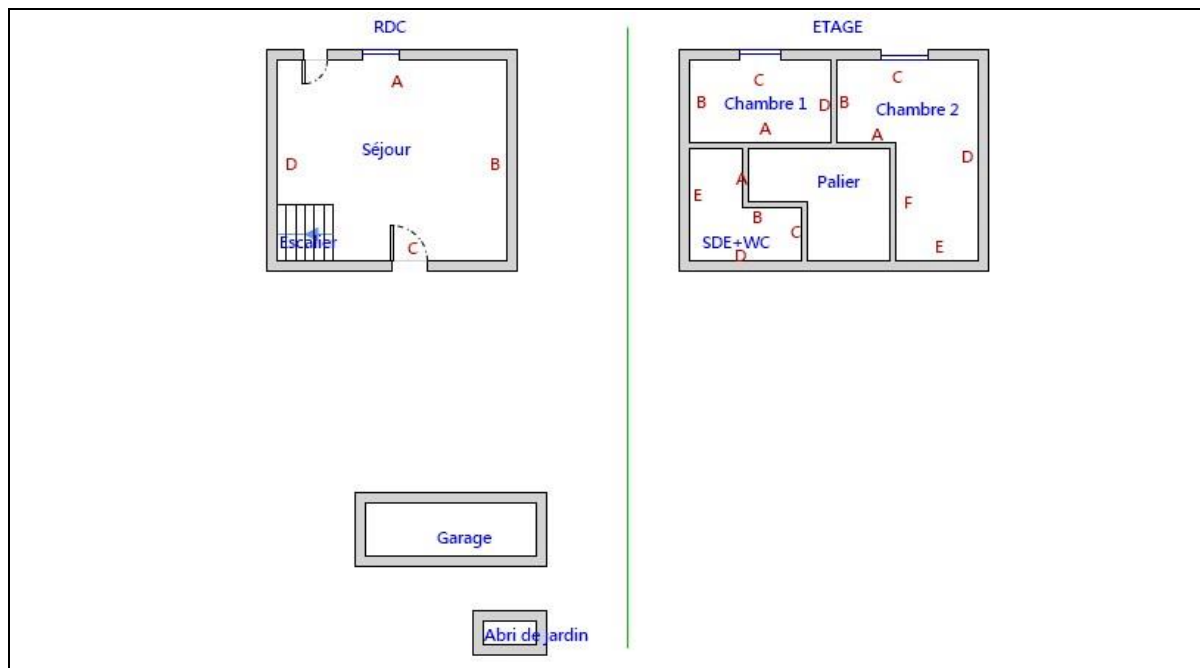 RDC
A
Séjour
D
B
Escalier
C
Garage
Abri de jardin
ETAGE
C
B
Chambre 1
D
A
C
B
Chambre 2
A
D
F
E
Palier
A
E
B
SDE+WC
C
D